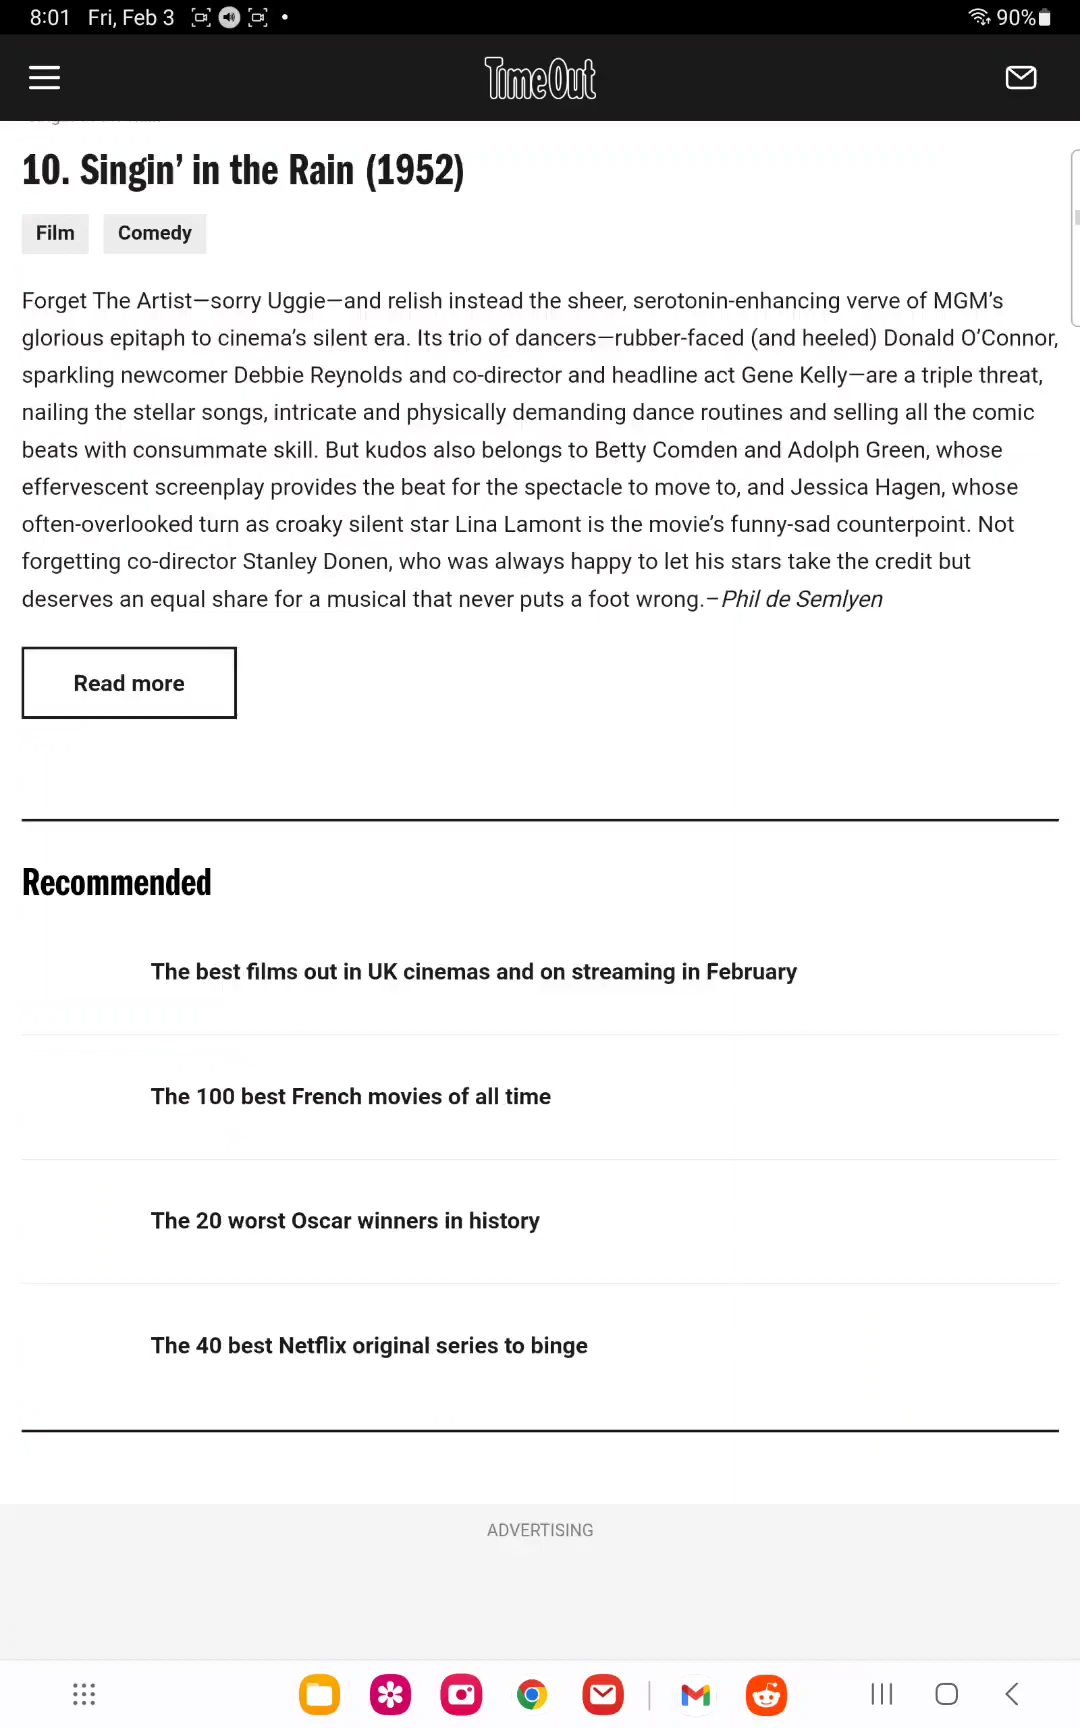 8:01 Fri, Feb 3 90%
TimeOut
10. Singin’ in the Rain (1952)
Film Comedy
Forget The Artist—sorry Uggie—and relish instead the sheer, serotonin-enhancing verve of MGM’s
glorious epitaph to cinema’s silent era. Its trio of dancers—rubber-faced (and heeled) Donald O’Connor,
sparkling newcomer Debbie Reynolds and co-director and headline act Gene Kelly—are a triple threat,
nailing the stellar songs, intricate and physically demanding dance routines and selling all the comic
beats with consummate skill. But kudos also belongs to Betty Comden and Adolph Green, whose
effervescent screenplay provides the beat for the spectacle to move to, and Jessica Hagen, whose
often-overlooked turn as croaky silent star Lina Lamont is the movie’s funny-sad counterpoint. Not
forgetting co-director Stanley Donen, who was always happy to let his stars take the credit but
deserves an equal share for a musical that never puts a foot wrong.–Phil de Semlyen
Read more
Recommended
The best films out in UK cinemas and on streaming in February
The 100 best French movies of all time
The 20 worst Oscar winners in history
The 40 best Netflix original series to binge
ADVERTISING